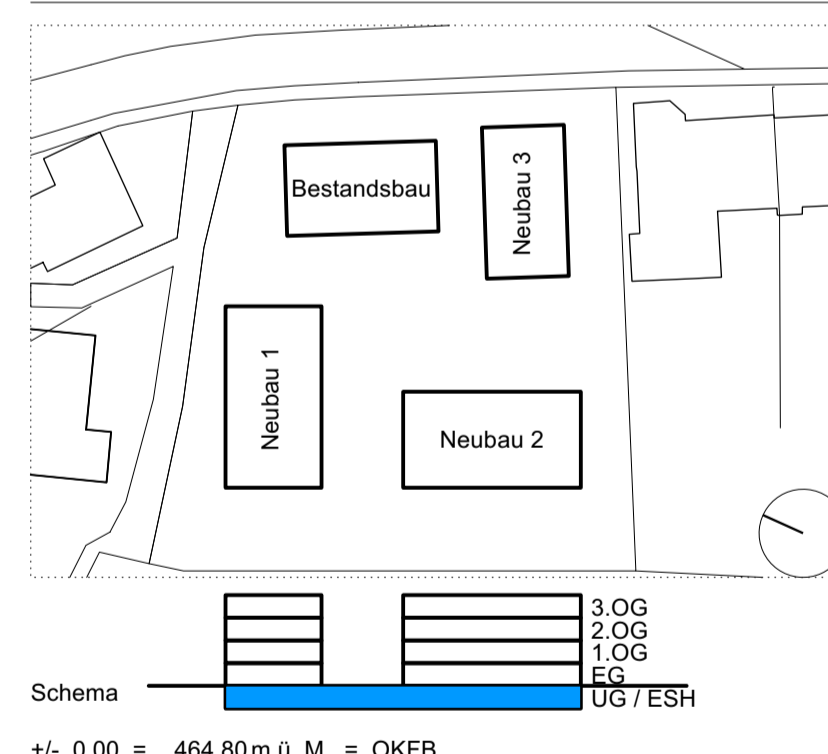 Bestandsbau
Neubau 3
Neubau 1
Neubau 2
3.OG
2.OG
1.OG
EG
Schema
UG / ESH
+/- 0.00 = 464.80 m ü. M. = OKFB